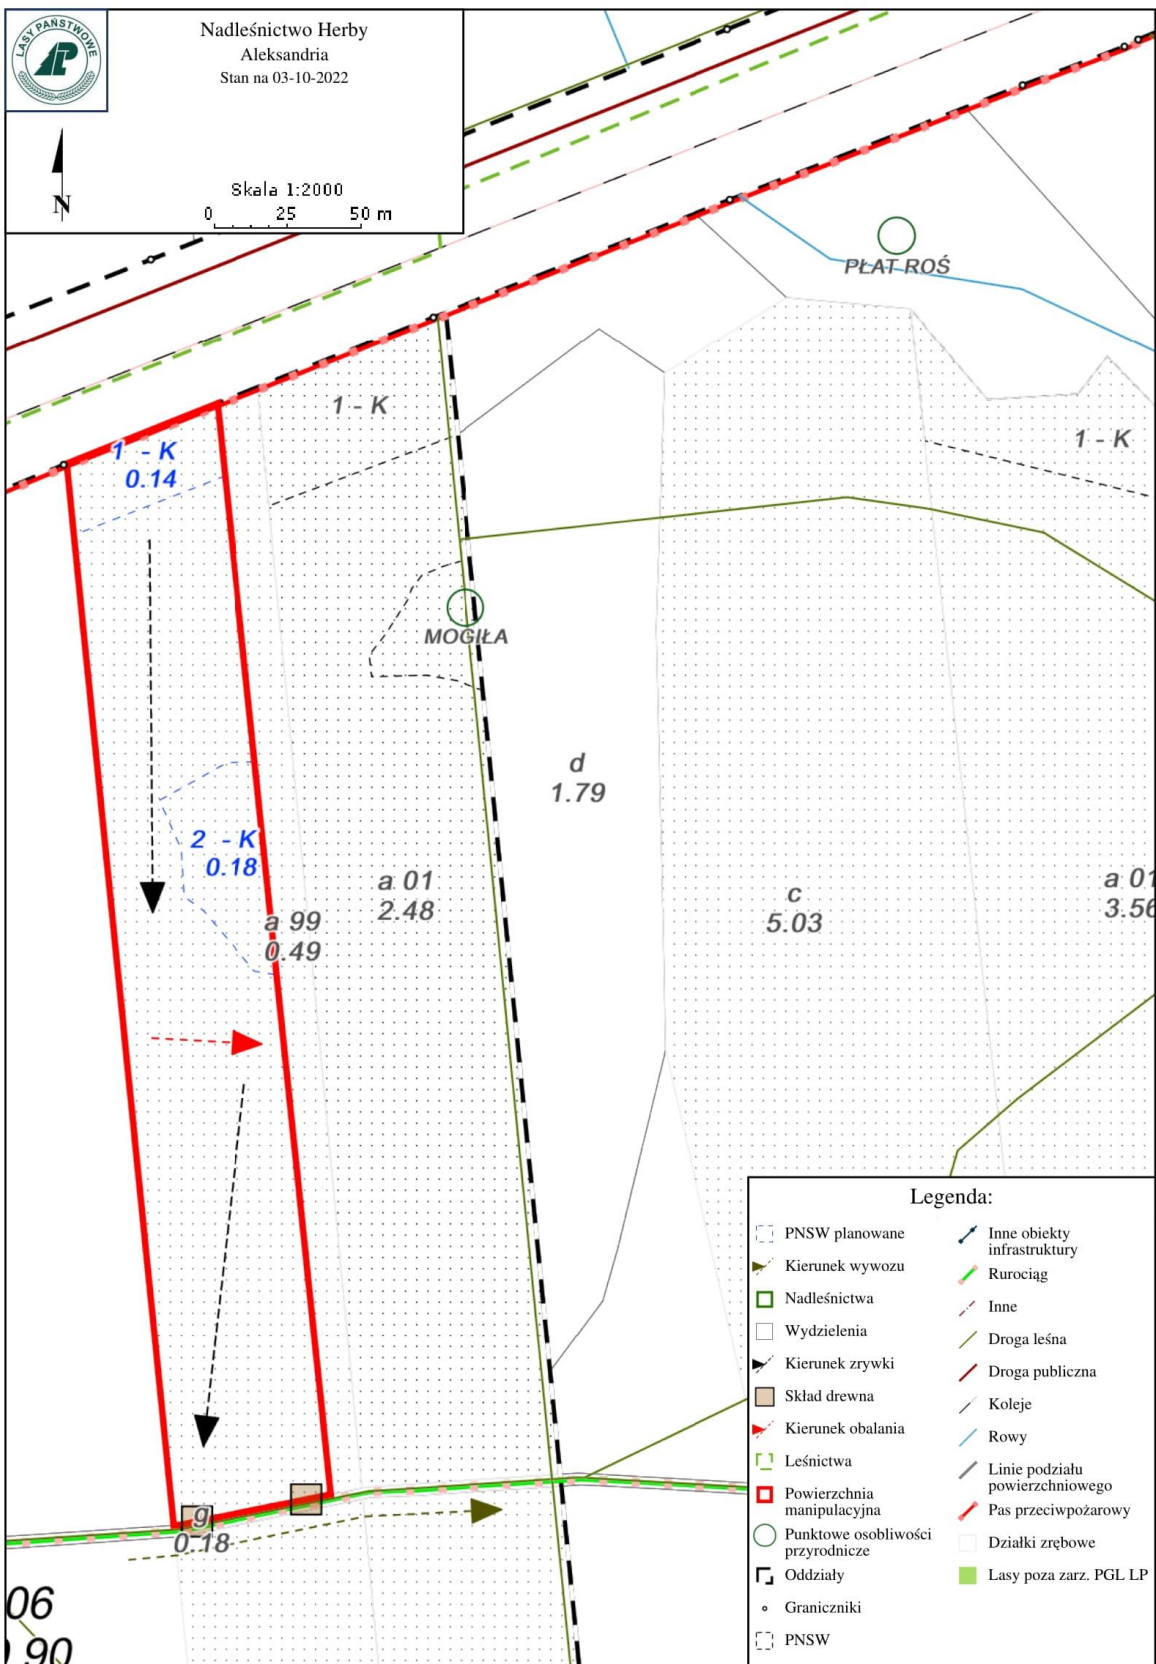 LASY PAŃSTWOWE
LP
Nadleśnictwo Herby
Aleksandria
Stan na 03-10-2022
N
Skala 1:2000
0 25 50 m
PŁAT ROŚ
1 - K
1 - K
0.14
1 - K
MOGIŁA
d
1.79
2 - K
0.18
a 01
2.48
a 99
0.49
c
5.03
a 01
3.56
g
0.18
06
90
Legenda:
PNSW planowane
Kierunek wywozu
Nadleśnictwa
Wydzielenia
Kierunek zrywki
Skład drewna
Kierunek obalania
Leśnictwa
Powierzchnia
manipulacyjna
Punktowe osobliwości
przyrodnicze
Oddziały
Graniczniki
PNSW
Inne obiekty
infrastruktury
Rurociąg
Inne
Droga leśna
Droga publiczna
Koleje
Rowy
Linie podziału
powierzchniowego
Pas przeciwpożarowy
Działki zrębowe
Lasy poza zarz. PGL LP